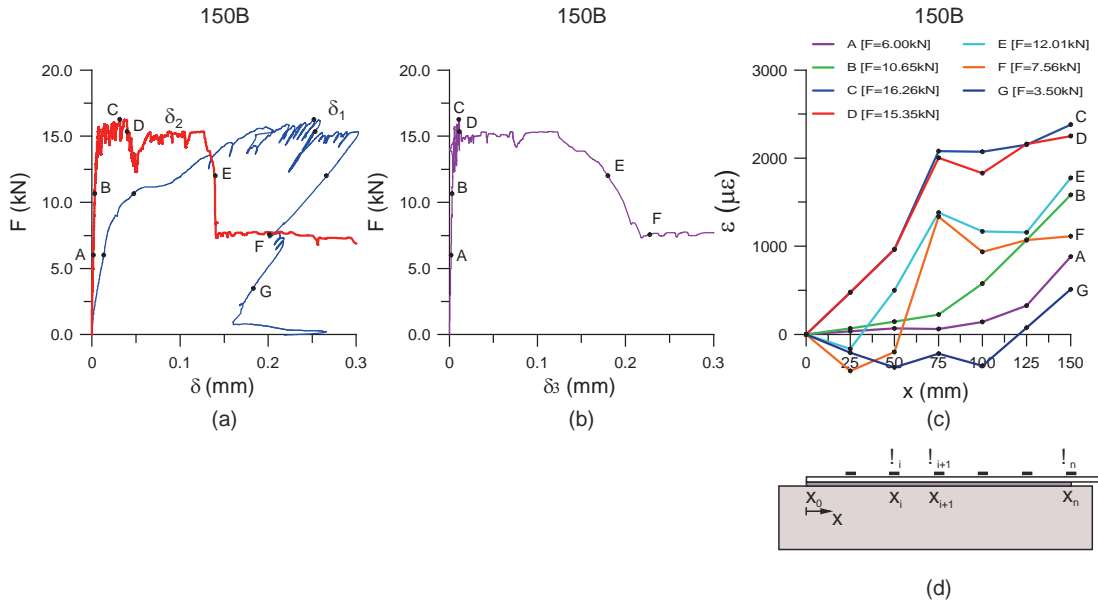 150B
20.0
15.0
10.0
5.0
0.0
F (kN)
0
0.1
0.2
0.3
δ (mm)
C
D
δ2
δ1
B
E
A
F
G
(a)
150B
20.0
15.0
10.0
5.0
0.0
F (kN)
0
0.1
0.2
0.3
δ3 (mm)
C
D
B
E
A
F
(b)
150B
A [F=6.00kN]
B [F=10.65kN]
C [F=16.26kN]
D [F=15.35kN]
E [F=12.01kN]
F [F=7.56kN]
G [F=3.50kN]
3000
2000
1000
0
ε (με)
0 25 50 75 100 125 150
x (mm)
C
D
E
B
F
A
G
(c)
! i ! i+1 ! n
x0 xi xi+1 xn
x
(d)